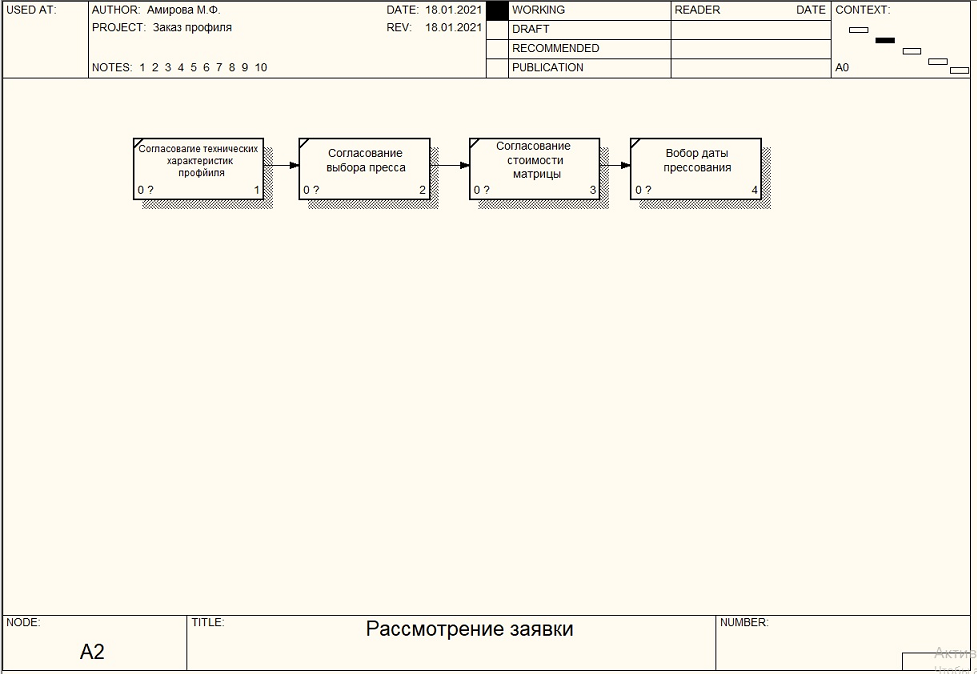 USED AT:
AUTHOR: Амирова М.Ф.
DATE: 18.01.2021
PROJECT: Заказ профиля
REV: 18.01.2021
NOTES: 1 2 3 4 5 6 7 8 9 10
WORKING
DRAFT
RECOMMENDED
PUBLICATION
READER DATE
CONTEXT:
A0
Согласоваґие технических
характеристик
профйиля
0 ? 1
Согласование
выбора пресса
0 ? 2
Согласование
стоимости
матрицы
0 ? 3
Вобор даты
прессования
0 ? 4
NODE:
A2
TITLE:
Рассмотрение заявки
NUMBER: